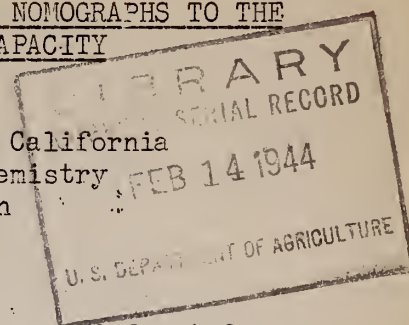 NOMOGRAPHS TO THE
APACITY
California
emistry
n
LIBRARY
SERIAL RECORD
FEB 14 1944
U. S. DEPARTMENT OF AGRICULTURE